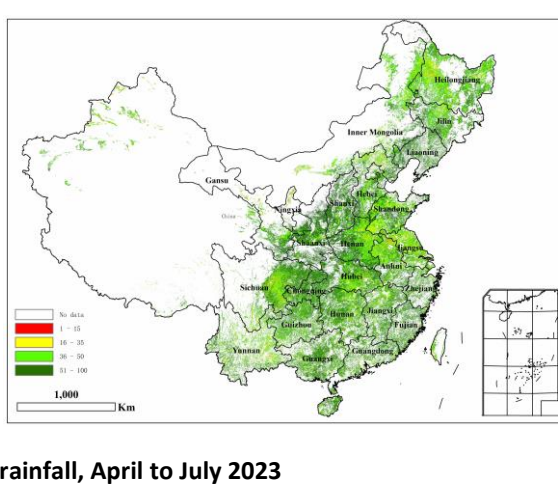 Heilongjiang
Jilin
Inner Mongolia
Liaoning
Gansu
Hebei
Ningxia
Shanxi
Shandong
China
Shaanxi
Henan
Jiangsu
Anhui
Hubei
Sichuan
Chongqing
Zhejiang
Hunan
Jiangxi
Guizhou
Fujian
Yunnan
Guangxi
Guangdong
No data
1 - 15
16 - 35
36 - 50
51 - 100
1,000
Km
rainfall, April to July 2023